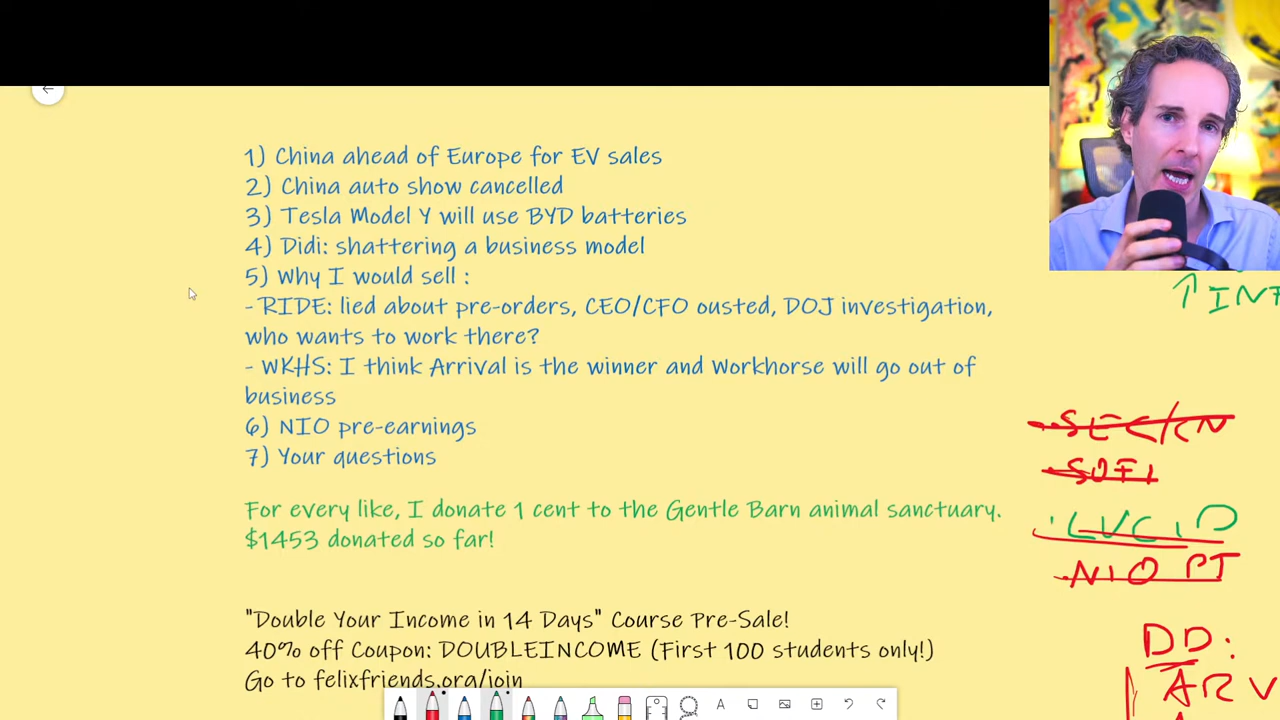 1) China ahead of Europe for EV sales
2) China auto show cancelled
3) Tesla Model Y will use BYD batteries
4) Didi: shattering a business model
5) Why I would sell :
- RIDE: lied about pre-orders, CEO/CFO ousted, DOJ investigation,
who wants to work there?
- WKHS: I think Arrival is the winner and Workhorse will go out of
business
6) NIO pre-earnings
7) Your questions
For every like, I donate 1 cent to the Gentle Barn animal sanctuary.
$1453 donated so far!
"Double Your Income in 14 Days" Course Pre-Sale!
40% off Coupon: DOUBLEINCOME (First 100 students only!)
Go to felixfriends.org/join
SOFI
LUCID
NIO PT
DD:
ARV